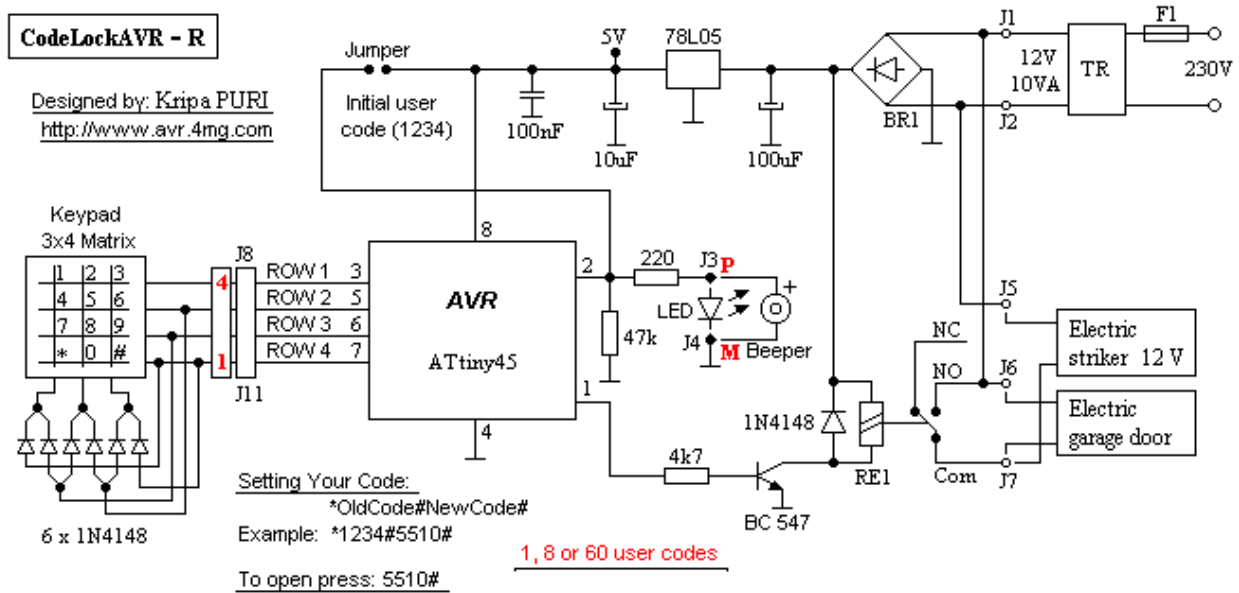 CodeLockAVR - R
Designed by: Kripa PURI
http://www.avr.4mg.com
Jumper
Initial user
code (1234)
5V
78L05
100nF
10uF
100uF
BR1
J1
12V
10VA
J2
TR
F1
230V
Keypad
3x4 Matrix
1 2 3
4 5 6
7 8 9
* 0 #
6 x 1N4148
4
1
J8
J11
ROW 1 3
ROW 2 5
ROW 3 6
ROW 4 7
8
AVR
ATtiny45
2
1
4
220
47k
J3 P
LED
J4 M
+
Beeper
4k7
BC 547
1N4148
RE1
NC
NO
Com
J5
J6
J7
Electric
striker 12 V
Electric
garage door
Setting Your Code:
*OldCode#NewCode#
Example: *1234#5510#
To open press: 5510#
1, 8 or 60 user codes